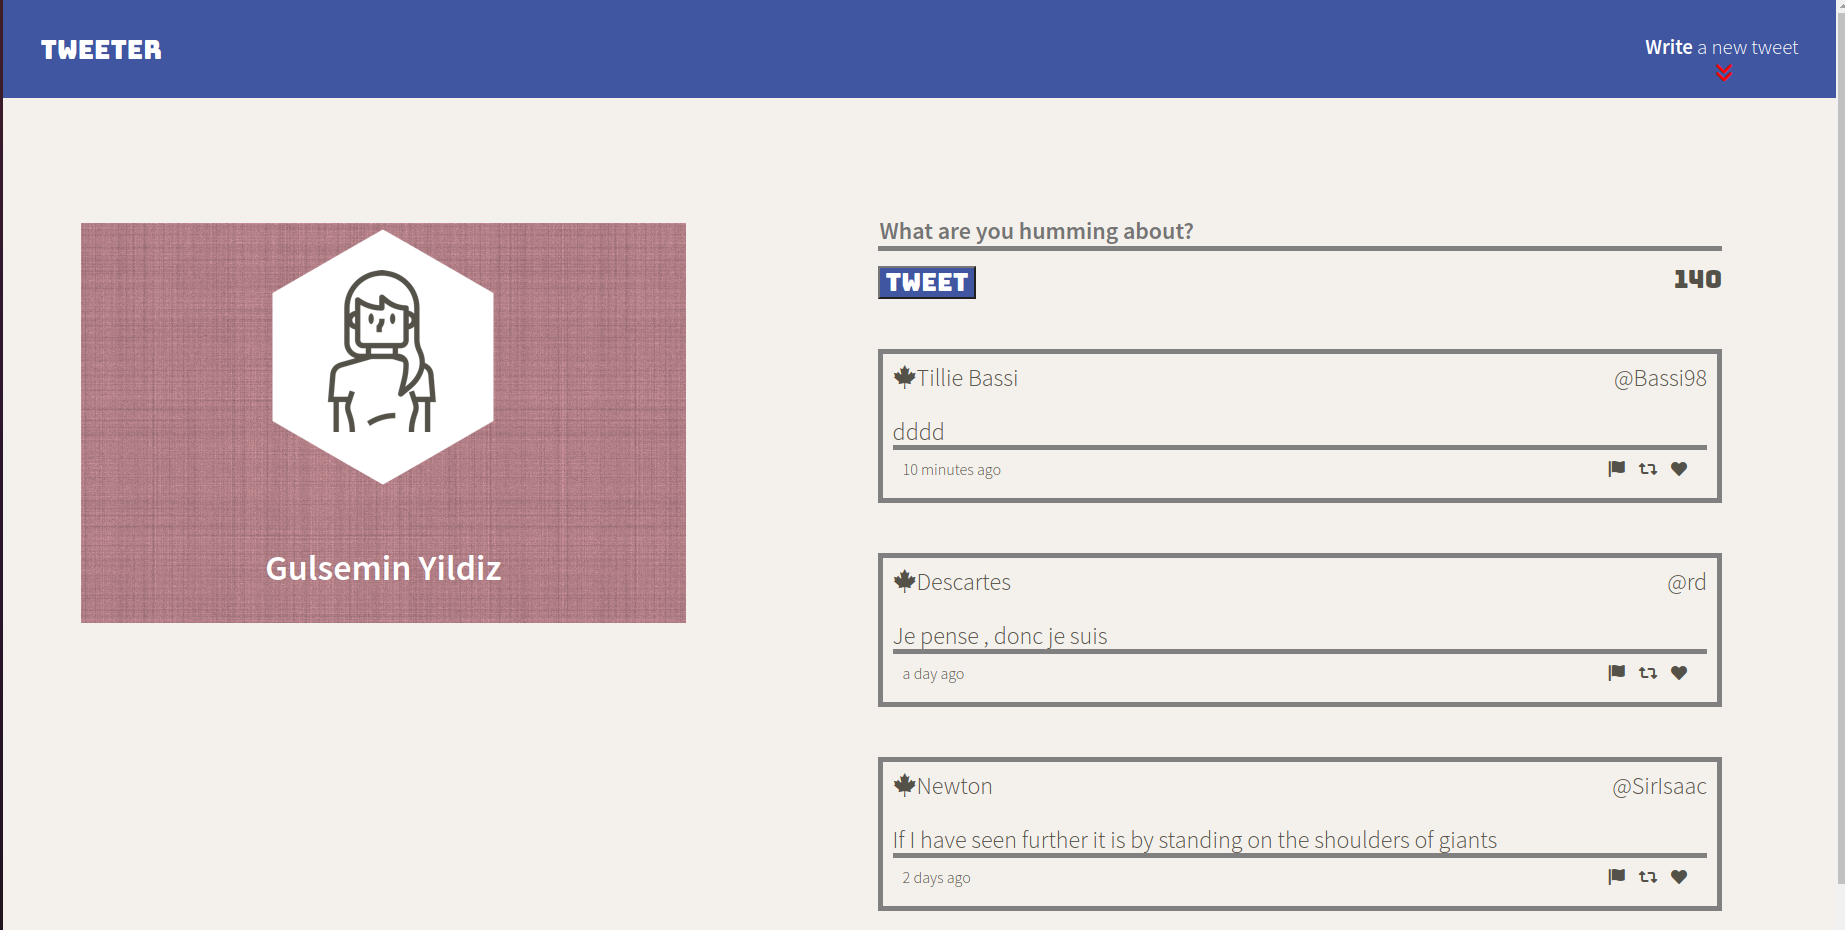 TWEETER
Write a new tweet
Gulsemin Yildiz
What are you humming about?
TWEET
140
Tillie Bassi
@Bassi98
dddd
10 minutes ago
Descartes
@rd
Je pense , donc je suis
a day ago
Newton
@SirIsaac
If I have seen further it is by standing on the shoulders of giants
2 days ago